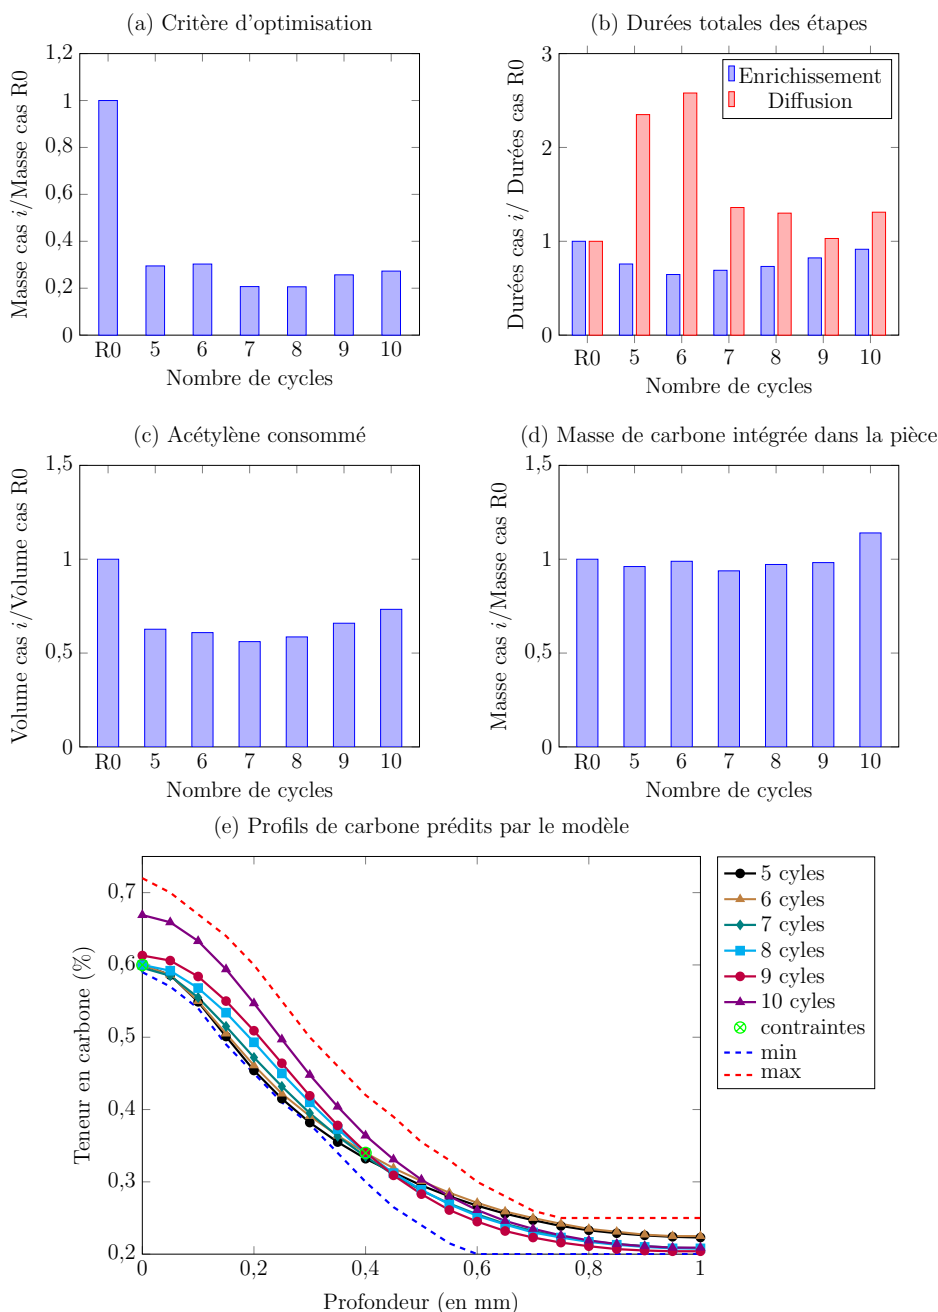 (a) Critère d'optimisation
Masse cas i/Masse cas R0
1,2
1
0,8
0,6
0,4
0,2
0
R0 5 6 7 8 9 10
Nombre de cycles
(b) Durées totales des étapes
Durées cas i/ Durées cas R0
3
2
1
0
Enrichissement
Diffusion
R0 5 6 7 8 9 10
Nombre de cycles
(c) Acétylène consommé
Volume cas i/Volume cas R0
1,5
1
0,5
0
R0 5 6 7 8 9 10
Nombre de cycles
(d) Masse de carbone intégrée dans la pièce
Masse cas i/Masse cas R0
1,5
1
0,5
0
R0 5 6 7 8 9 10
Nombre de cycles
(e) Profils de carbone prédits par le modèle
Teneur en carbone (%)
0,7
0,6
0,5
0,4
0,3
0,2
0 0,2 0,4 0,6 0,8 1
Profondeur (en mm)
5 cyles
6 cyles
7 cyles
8 cyles
9 cyles
10 cyles
contraintes
min
max